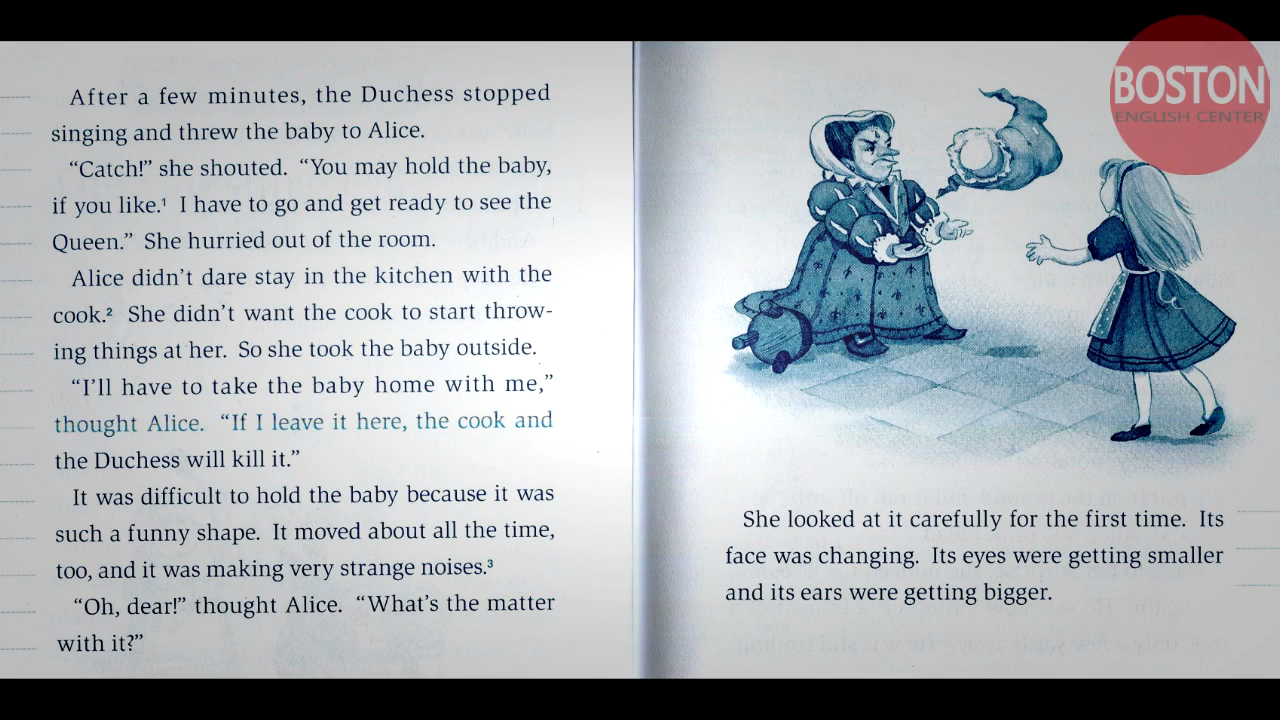 After a few minutes, the Duchess stopped
singing and threw the baby to Alice.
“Catch!” she shouted. “You may hold the baby,
if you like.¹ I have to go and get ready to see the
Queen.” She hurried out of the room.
Alice didn’t dare stay in the kitchen with the
cook.² She didn’t want the cook to start throw-
ing things at her. So she took the baby outside.
“I’ll have to take the baby home with me,”
thought Alice. “If I leave it here, the cook and
the Duchess will kill it.”
It was difficult to hold the baby because it was
such a funny shape. It moved about all the time,
too, and it was making very strange noises.³
“Oh, dear!” thought Alice. “What’s the matter
with it?”
She looked at it carefully for the first time. Its
face was changing. Its eyes were getting smaller
and its ears were getting bigger.
BOSTON
ENGLISH CENTER